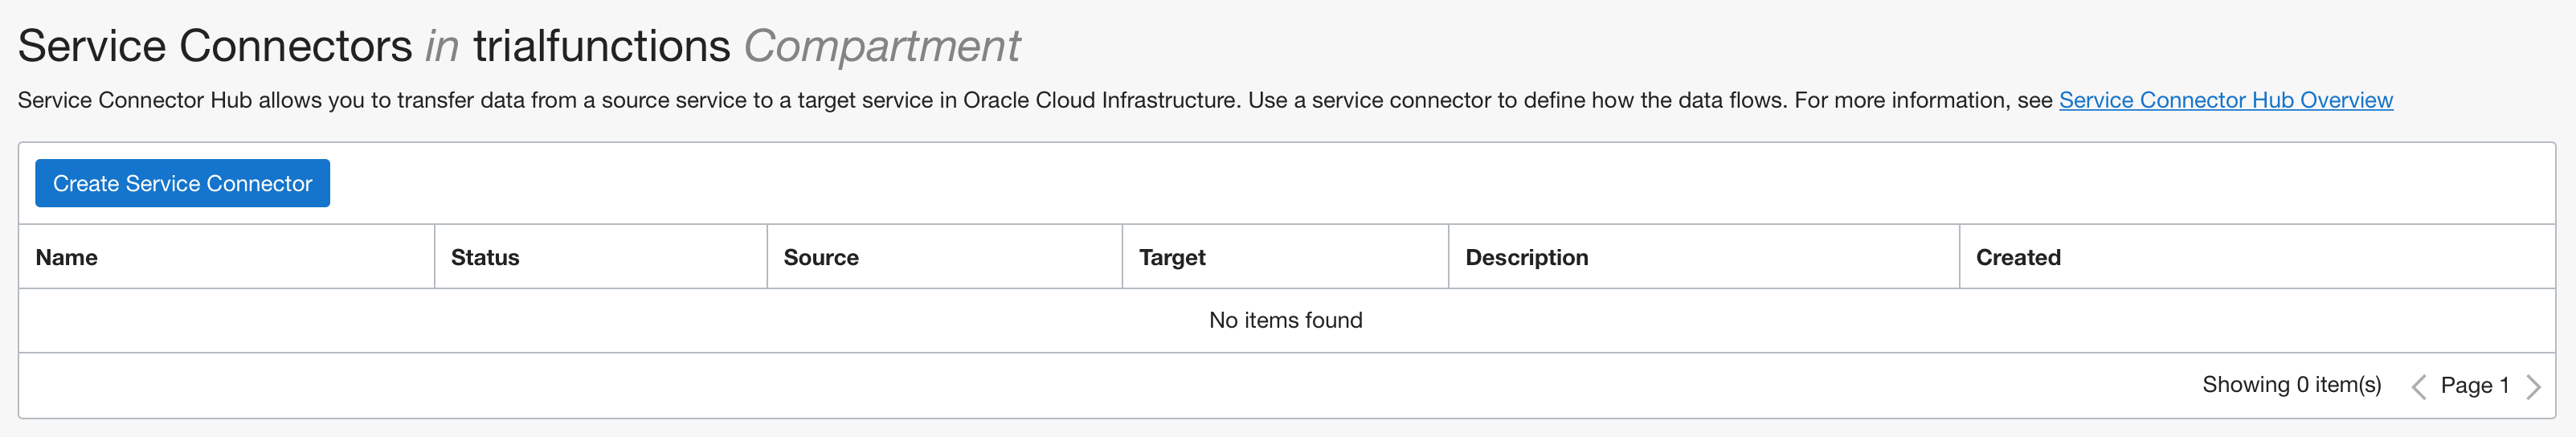 Service Connectors in trialfunctions Compartment
Service Connector Hub allows you to transfer data from a source service to a target service in Oracle Cloud Infrastructure. Use a service connector to define how the data flows. For more information, see Service Connector Hub Overview
Create Service Connector
Name Status Source Target Description Created
No items found
Showing 0 item(s) Page 1